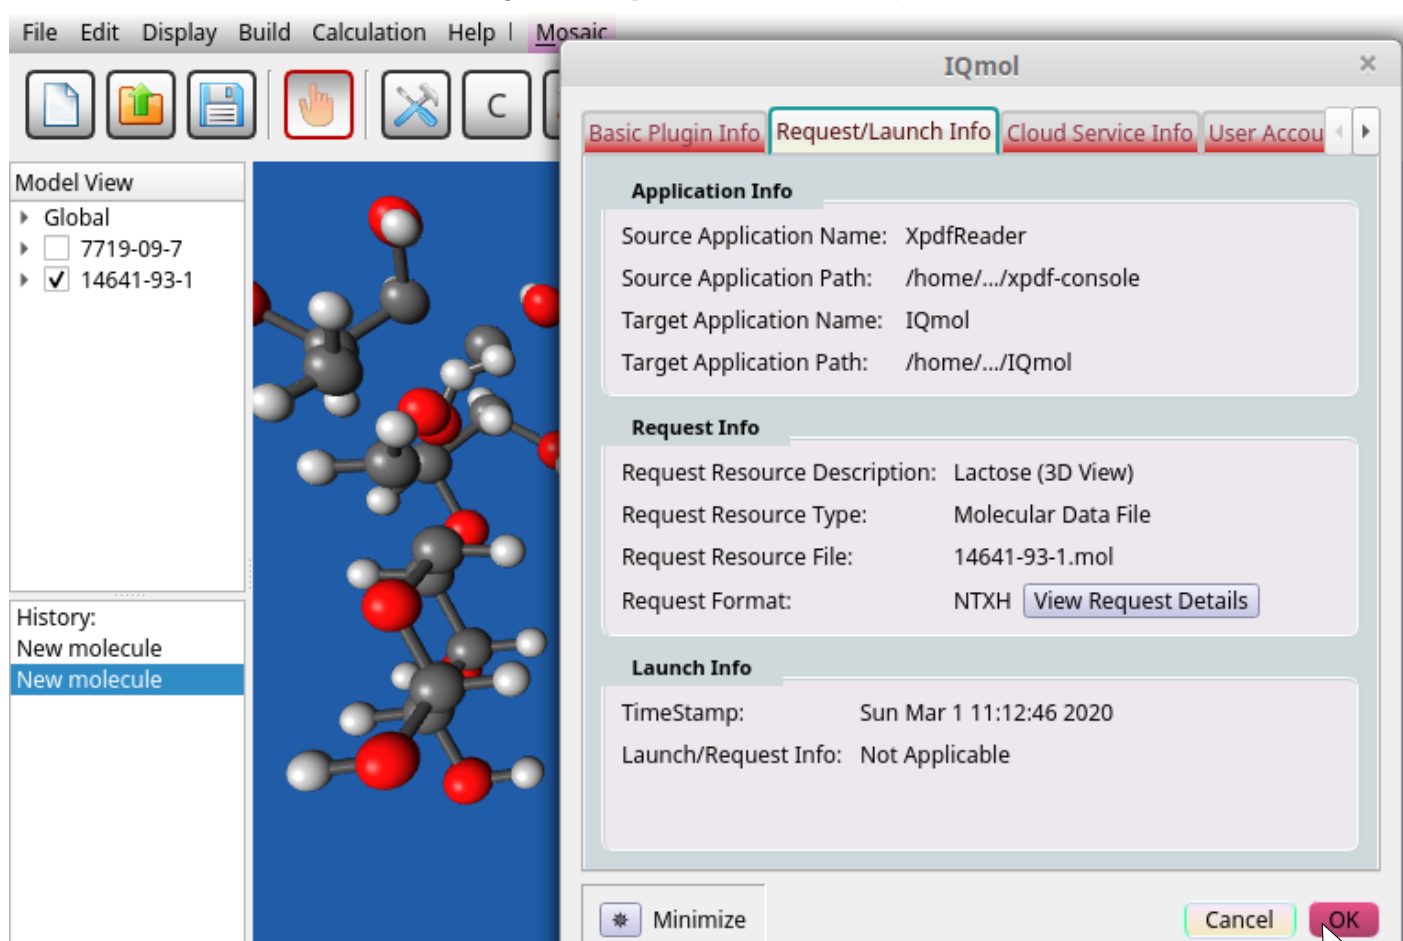 File Edit Display Build Calculation Help | Mosaic
IQmol
C
Basic Plugin Info Request/Launch Info Cloud Service Info User Accou
Model View
Global
7719-09-7
14641-93-1
History:
New molecule
New molecule
Application Info
Source Application Name: XpdfReader
Source Application Path: /home/.../xpdf-console
Target Application Name: IQmol
Target Application Path: /home/.../IQmol
Request Info
Request Resource Description: Lactose (3D View)
Request Resource Type: Molecular Data File
Request Resource File: 14641-93-1.mol
Request Format: NTXH View Request Details
Launch Info
TimeStamp: Sun Mar 1 11:12:46 2020
Launch/Request Info: Not Applicable
Minimize Cancel OK